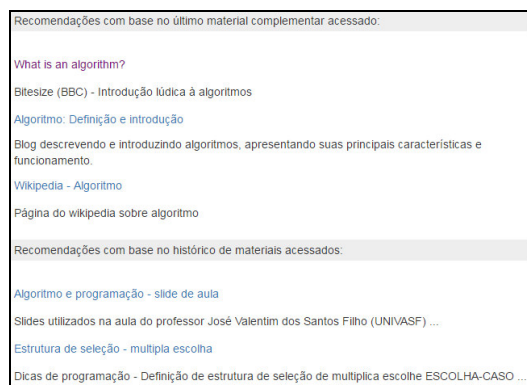 Recomendações com base no último material complementar acessado:
What is an algorithm?
Bitesize (BBC) - Introdução lúdica à algoritmos
Algoritmo: Definição e introdução
Blog descrevendo e introduzindo algoritmos, apresentando suas principais características e
funcionamento.
Wikipedia - Algoritmo
Página do wikipedia sobre algoritmo
Recomendações com base no histórico de materiais acessados:
Algoritmo e programação - slide de aula
Slides utilizados na aula do professor José Valentim dos Santos Filho (UNIVASF) ...
Estrutura de seleção - multipla escolha
Dicas de programação - Definição de estrutura de seleção de multiplica escolhe ESCOLHA-CASO ...